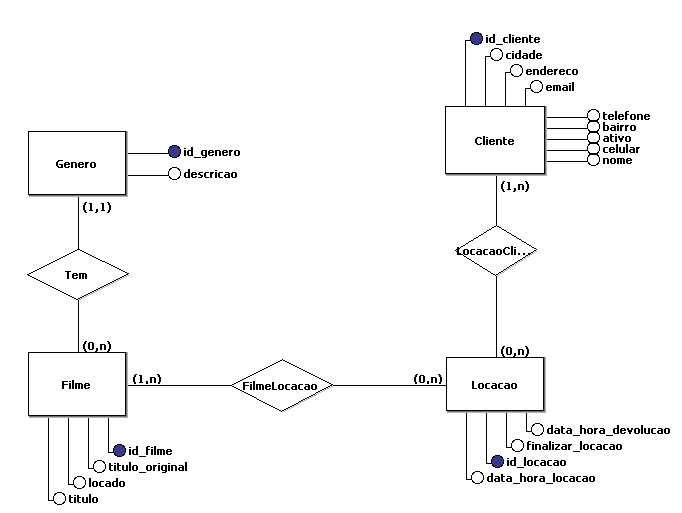 id_cliente
cidade
endereco
email
Cliente
telefone
bairro
ativo
celular
nome
Genero
id_genero
descricao
(1,1)
(1,n)
Tem
LocacaoCli...
(0,n)
(0,n)
Filme
(1,n)
FilmeLocacao
(0,n)
Locacao
id_filme
titulo_original
locado
titulo
data_hora_devolucao
finalizar_locacao
id_locacao
data_hora_locacao